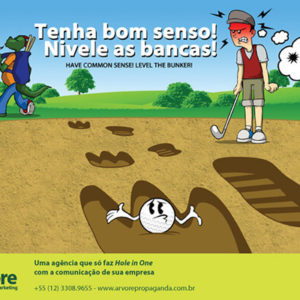 Tenha bom senso!
Nivele as bancas!
HAVE COMMON SENSE! LEVEL THE BUNKER!
re
marketing
Uma agência que só faz Hole in One
com a comunicação de sua empresa
+55 (12) 3308.9655 - www.arvorepropaganda.com.br